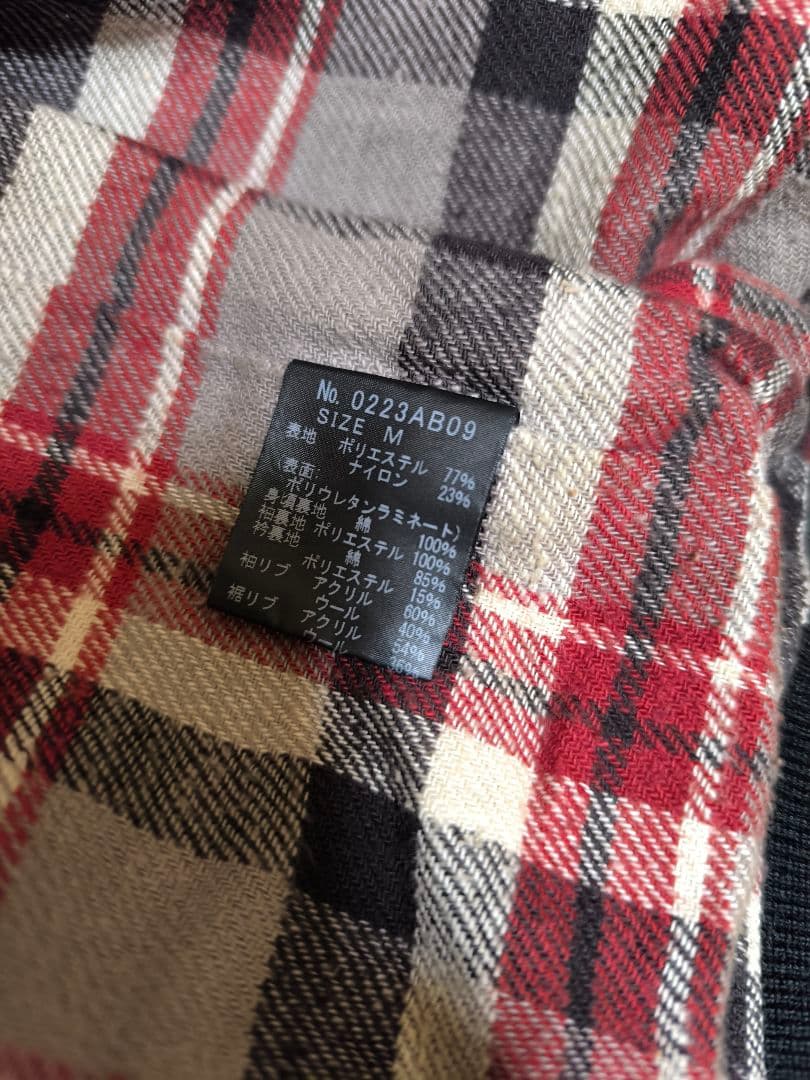 No. 0223AB09
SIZE M
表地 ポリエステル 77%
ナイロン 23%
(表面:
ポリウレタンラミネート)
身頃裏地 綿 100%
袖裏地 ポリエステル 100%
衿裏地 ポリエステル 85%
綿 15%
袖リブ アクリル 60%
ウール 40%
裾リブ アクリル 54%
ウール